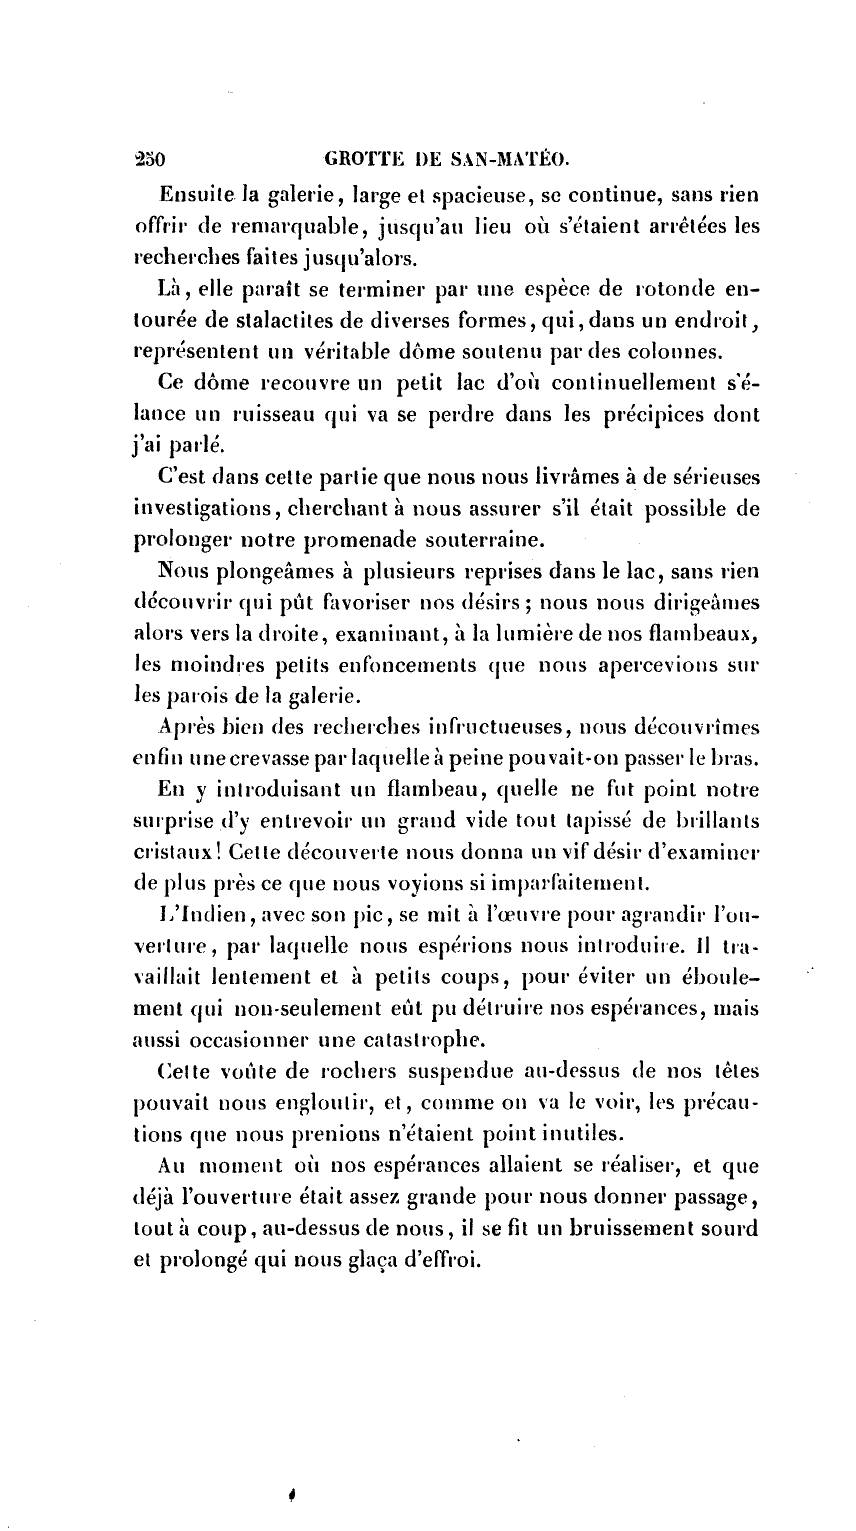 250 GROTTE DE SAN-MATÉO.
Ensuite la galerie, large et spacieuse, se continue, sans rien
offrir de remarquable, jusqu'au lieu où s'étaient arrêtées les
recherches faites jusqu'alors.
Là, elle paraît se terminer par une espèce de rotonde en-
tourée de stalactites de diverses formes, qui, dans un endroit,
représentent un véritable dôme soutenu par des colonnes.
Ce dôme recouvre un petit lac d'où continuellement s'é-
lance un ruisseau qui va se perdre dans les précipices dont
j'ai parlé.
C'est dans cette partie que nous nous livrâmes à de sérieuses
investigations, cherchant à nous assurer s'il était possible de
prolonger notre promenade souterraine.
Nous plongeâmes à plusieurs reprises dans le lac, sans rien
découvrir qui pût favoriser nos désirs ; nous nous dirigeâmes
alors vers la droite, examinant, à la lumière de nos flambeaux,
les moindres petits enfoncements que nous apercevions sur
les parois de la galerie.
Après bien des recherches infructueuses, nous découvrîmes
enfin une crevasse par laquelle à peine pouvait-on passer le bras.
En y introduisant un flambeau, quelle ne fut point notre
surprise d'y entrevoir un grand vide tout tapissé de brillants
cristaux! Cette découverte nous donna un vif désir d'examiner
de plus près ce que nous voyions si imparfaitement.
L'Indien, avec son pic, se mit à l'œuvre pour agrandir l'ou-
verture, par laquelle nous espérions nous introduire. Il tra-
vaillait lentement et à petits coups, pour éviter un éboule-
ment qui non-seulement eût pu détruire nos espérances, mais
aussi occasionner une catastrophe.
Cette voûte de rochers suspendue au-dessus de nos têtes
pouvait nous engloutir, et, comme on va le voir, les précau-
tions que nous prenions n'étaient point inutiles.
Au moment où nos espérances allaient se réaliser, et que
déjà l'ouverture était assez grande pour nous donner passage,
tout à coup, au-dessus de nous, il se fit un bruissement sourd
et prolongé qui nous glaça d'effroi.